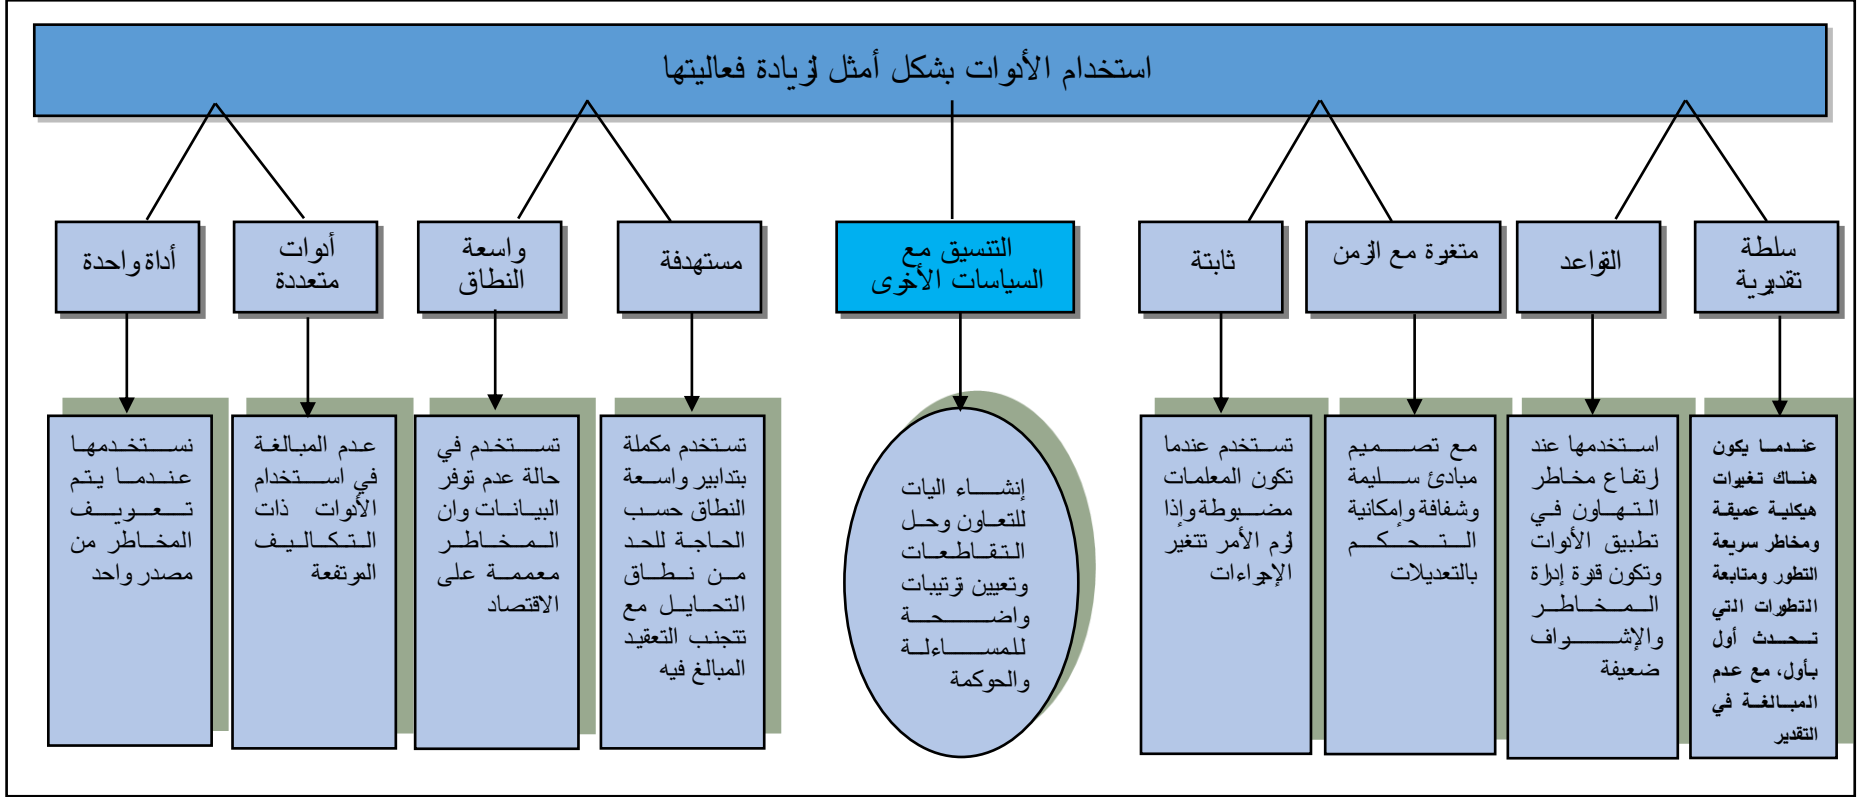 استخدام الأدوات بشكل أمثل لزيادة فعاليتها
سلطة
تقديرية
القواعد
متغيرة مع الزمن
ثابتة
التنسيق مع
السياسات الأخرى
مستهدفة
واسعة
النطاق
أدوات
متعددة
أداة واحدة
عندما يكون
هناك تغيرات
هيكلية عميقة
ومخاطر سريعة
التطور ومتابعة
التطورات التي
تحدث أول
بأول، مع عدم
المبالغة في
التقدير
استخدمها عند
ارتفاع مخاطر
التهاون في
تطبيق الأدوات
وتكون قدرة إدارة
المخاطر
والإشراف
ضعيفة
مع تصميم
مبادئ سليمة
وشفافة وإمكانية
التحكم
بالتعديلات
تستخدم عندما
تكون المعلمات
مضبوطة وإذا
لزم الأمر تتغير
الإجراءات
إنشاء اليات
للتعاون وحل
التقاطعات
وتعيين ترتيبات
واضحة
للمساءلة
والحوكمة
تستخدم مكملة
بتدابير واسعة
النطاق حسب
الحاجة للحد
من نطاق
التحايل مع
تتجنب التعقيد
المبالغ فيه
تستخدم في
حالة عدم توفر
البيانات وان
المخاطر
معممة على
الاقتصاد
عدم المبالغة
في استخدام
الأدوات ذات
التكاليف
المرتفعة
نستخدمها
عندما يتم
تعويف
المخاطر من
مصدر واحد